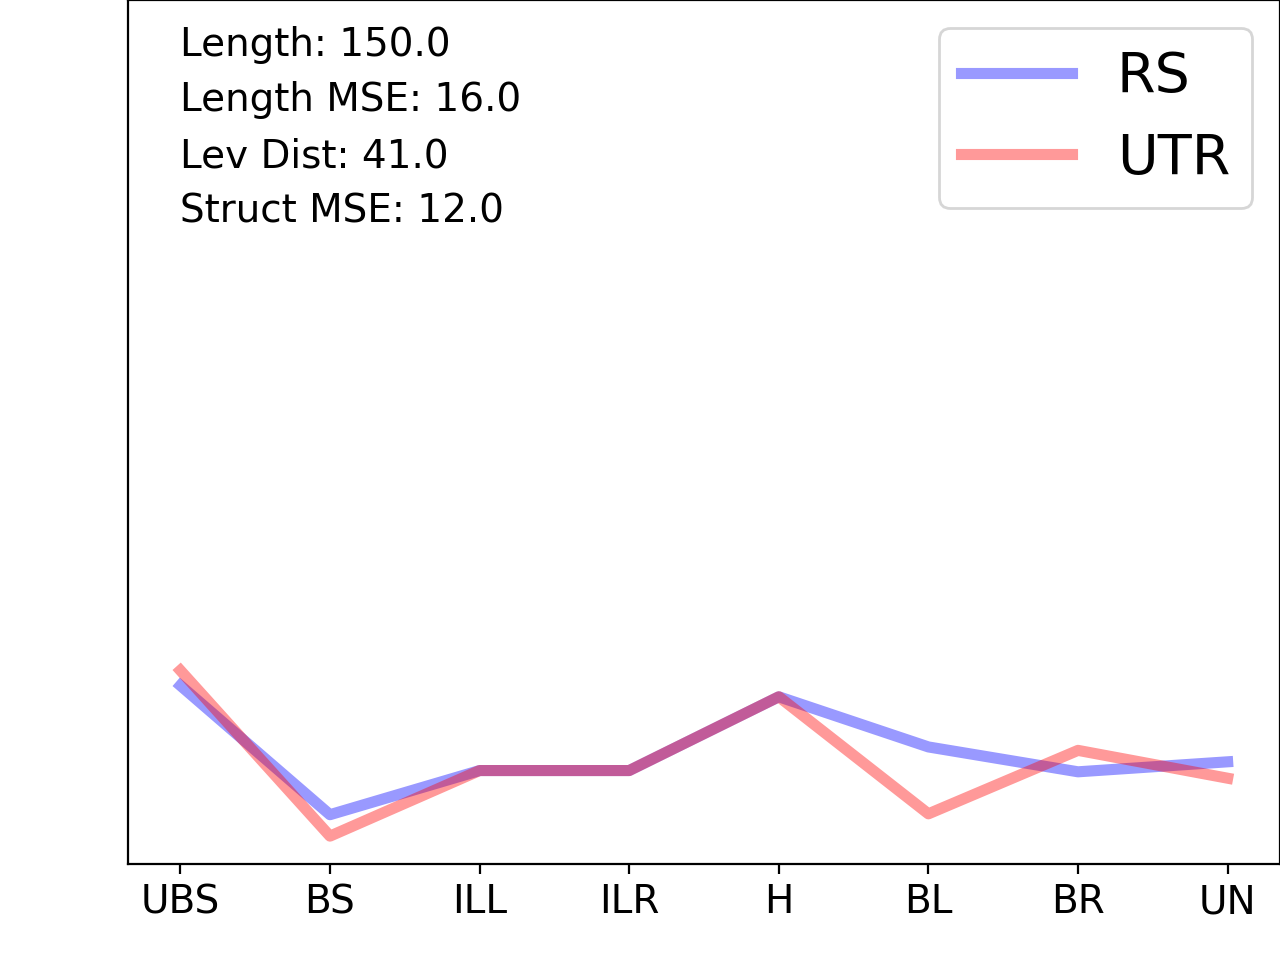 Length: 150.0
Length MSE: 16.0
Lev Dist: 41.0
Struct MSE: 12.0
RS
UTR
UBS BS ILL ILR H BL BR UN